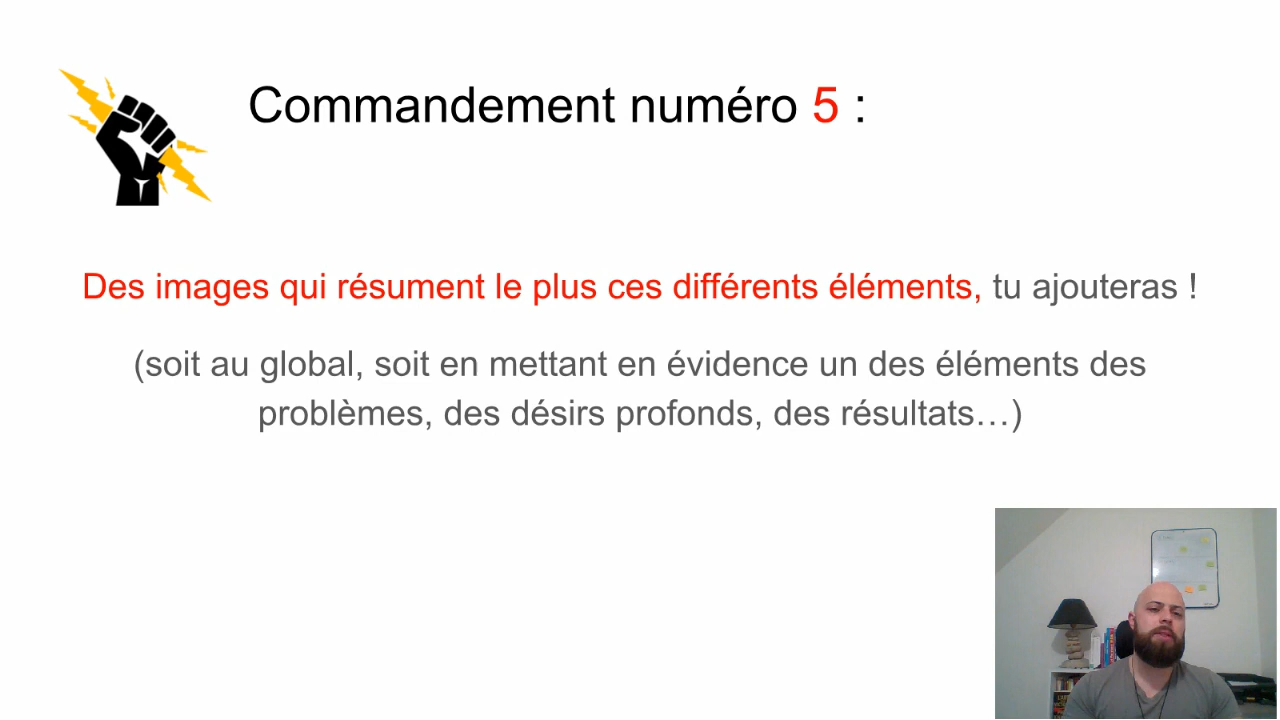 Commandement numéro 5 :
Des images qui résument le plus ces différents éléments, tu ajouteras !
(soit au global, soit en mettant en évidence un des éléments des
problèmes, des désirs profonds, des résultats…)